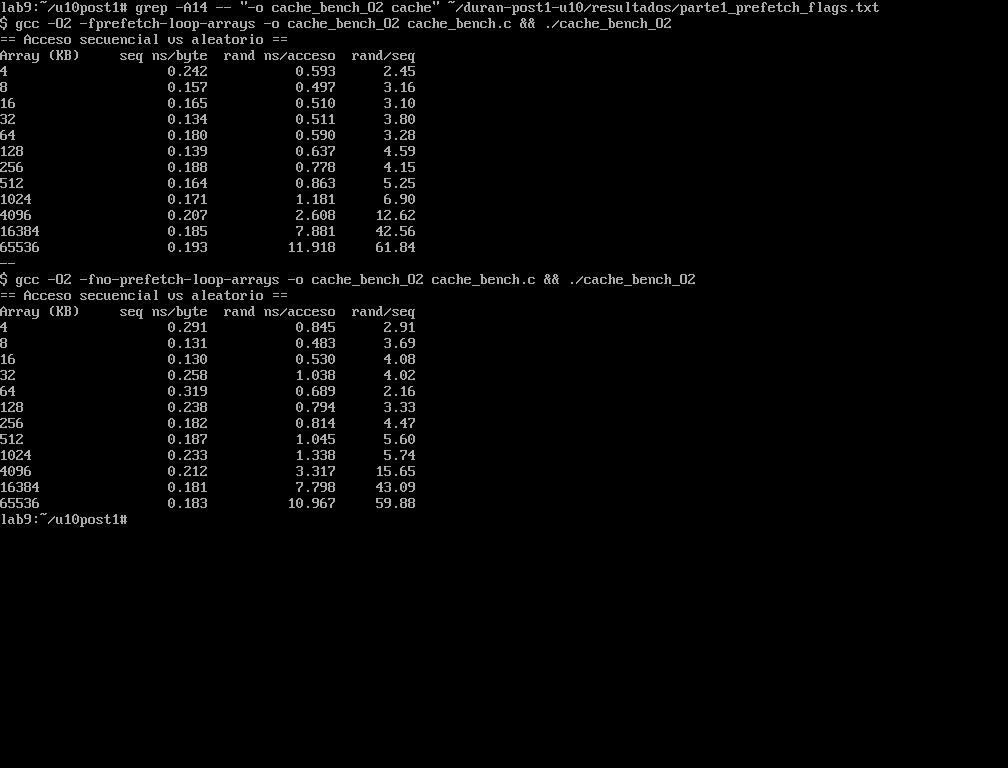 lab9:~/u10post1# grep -A14 -- "-o cache_bench_O2 cache" ~/duran-post1-u10/resultados/parte1_prefetch_flags.txt
$ gcc -O2 -fprefetch-loop-arrays -o cache_bench_O2 cache_bench.c && ./cache_bench_O2
== Acceso secuencial vs aleatorio ==
Array (KB)     seq ns/byte  rand ns/acceso  rand/seq
4                    0.242           0.593      2.45
8                    0.157           0.497      3.16
16                   0.165           0.510      3.10
32                   0.134           0.511      3.80
64                   0.180           0.590      3.28
128                  0.139           0.637      4.59
256                  0.188           0.778      4.15
512                  0.164           0.863      5.25
1024                 0.171           1.181      6.90
4096                 0.207           2.608     12.62
16384                0.185           7.881     42.56
65536                0.193          11.918     61.84
--
$ gcc -O2 -fno-prefetch-loop-arrays -o cache_bench_O2 cache_bench.c && ./cache_bench_O2
== Acceso secuencial vs aleatorio ==
Array (KB)     seq ns/byte  rand ns/acceso  rand/seq
4                    0.291           0.845      2.91
8                    0.131           0.483      3.69
16                   0.130           0.530      4.08
32                   0.258           1.038      4.02
64                   0.319           0.689      2.16
128                  0.238           0.794      3.33
256                  0.182           0.814      4.47
512                  0.187           1.045      5.60
1024                 0.233           1.338      5.74
4096                 0.212           3.317     15.65
16384                0.181           7.798     43.09
65536                0.183          10.967     59.88
lab9:~/u10post1#